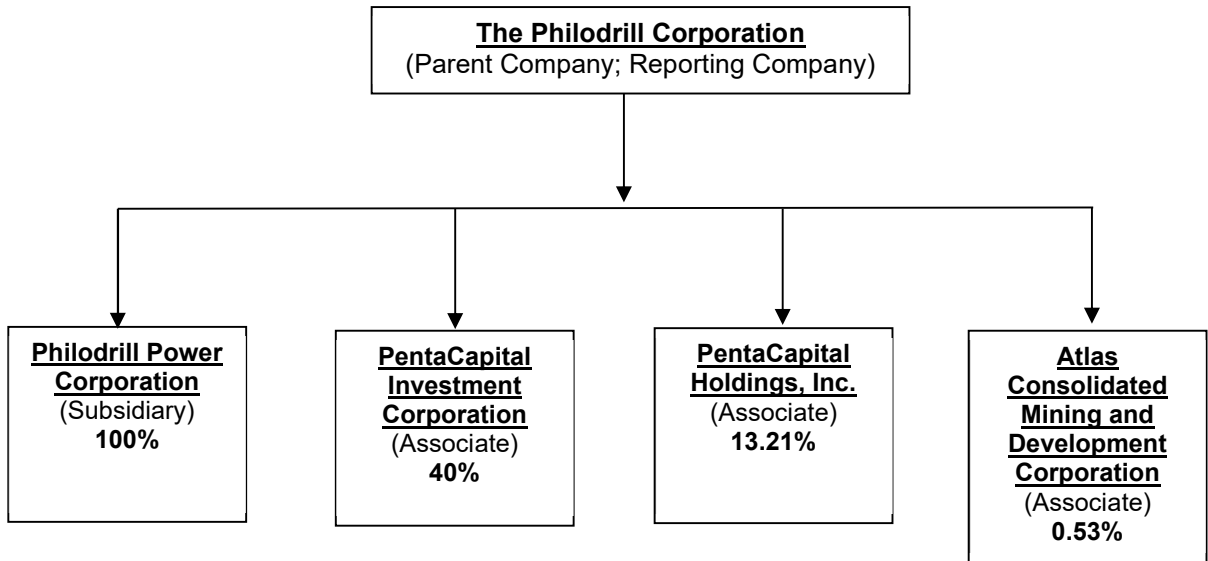 The Philodrill Corporation
(Parent Company; Reporting Company)
Philodrill Power
Corporation
(Subsidiary)
100%
PentaCapital
Investment
Corporation
(Associate)
40%
PentaCapital
Holdings, Inc.
(Associate)
13.21%
Atlas
Consolidated
Mining and
Development
Corporation
(Associate)
0.53%